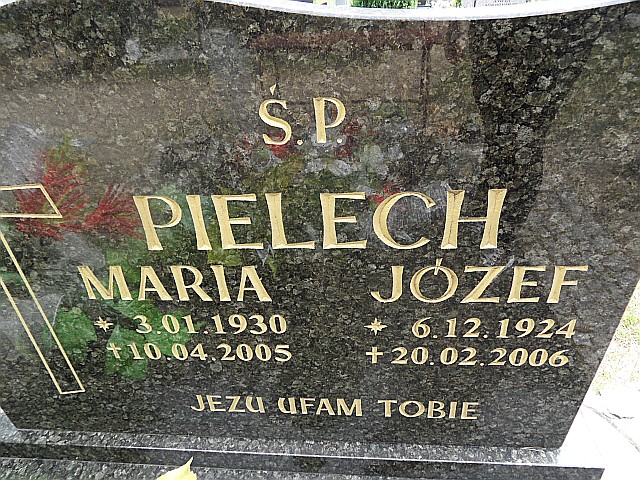 Ś.P.
PIELECH
MARIA JÓZEF
* 3.01.1930 * 6.12.1924
† 10.04.2005 † 20.02.2006
JEZU UFAM TOBIE